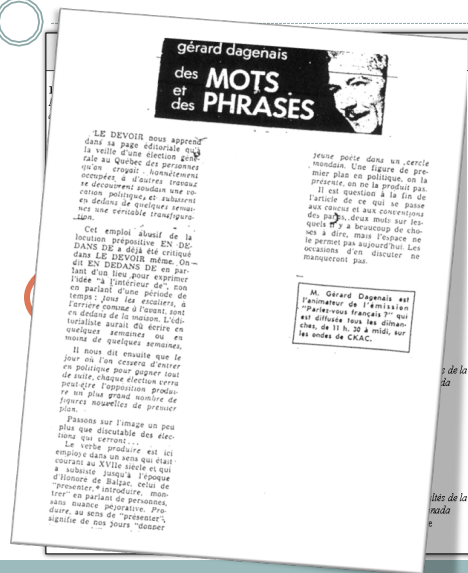 gérard dagenais
des MOTS
et
des PHRASES
LE DEVOIR nous apprend
dans sa page éditoriale qu'à
la veille d'une élection géné-
rale au Québec des personnes
qu'on croyait honnêtement
occupées à d'autres travaux
se découvrent soudain une vo-
cation politique, et subissent
en dedans de quelques semai-
nes une véritable transfigura-
tion.
Cet emploi abusif de la
locution prépositive EN DE-
DANS DE a déjà été critiqué
dans LE DEVOIR même. On
dit EN DEDANS DE en par-
lant d'un lieu pour exprimer
l'idée "à l'intérieur de", non
en parlant d'une période de
temps : tous les escaliers, à
l'arrière comme à l'avant, sont
en dedans de la maison. L'édi-
torialiste aurait dû écrire en
quelques semaines ou en
moins de quelques semaines.
Il nous dit ensuite que le
jour où l'on cessera d'entrer
en politique pour gagner tout
de suite, chaque élection verra
peut-être l'opposition produi-
re un plus grand nombre de
figures nouvelles de premier
plan.
Passons sur l'image un peu
plus que discutable des élec-
tions qui verront...
Le verbe produire est ici
employé dans un sens qui était
courant au XVIIe siècle et qui
a subsisté jusqu'à l'époque
d'Honoré de Balzac, celui de
"présenter, introduire, mon-
trer" en parlant de personnes,
sans nuance péjorative. Pro-
duire, au sens de "présenter",
signifie de nos jours "donner
jeune poète dans un cercle
mondain. Une figure de pre-
mier plan en politique, on la
présente, on ne la produit pas.
Il est question à la fin de
l'article de ce qui se passe
aux caucus et aux conventions
des partis, deux mots sur les-
quels il y a beaucoup de cho-
ses à dire, mais l'espace ne
le permet pas aujourd'hui. Les
occasions d'en discuter ne
manqueront pas.
M. Gérard Dagenais est
l'animateur de l'émission
"Parlez-vous français ?" qui
est diffusée tous les diman-
ches, de 11 h. 30 à midi, sur
les ondes de CKAC.
s de la
da
ltés de la
nada
e